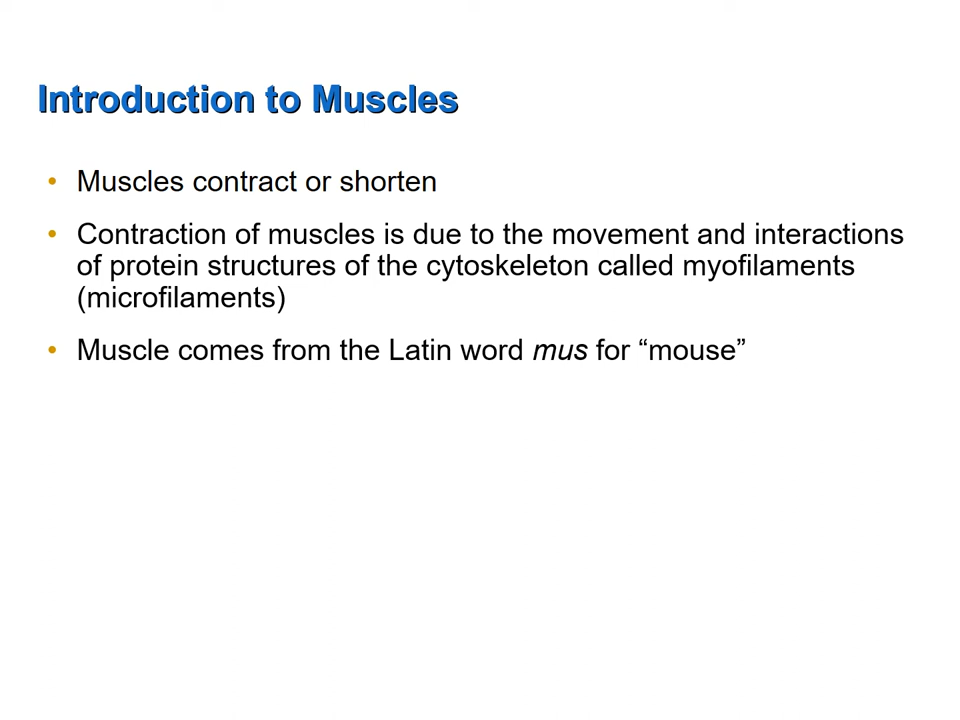 Introduction to Muscles
• Muscles contract or shorten
• Contraction of muscles is due to the movement and interactions
of protein structures of the cytoskeleton called myofilaments
(microfilaments)
• Muscle comes from the Latin word mus for “mouse”